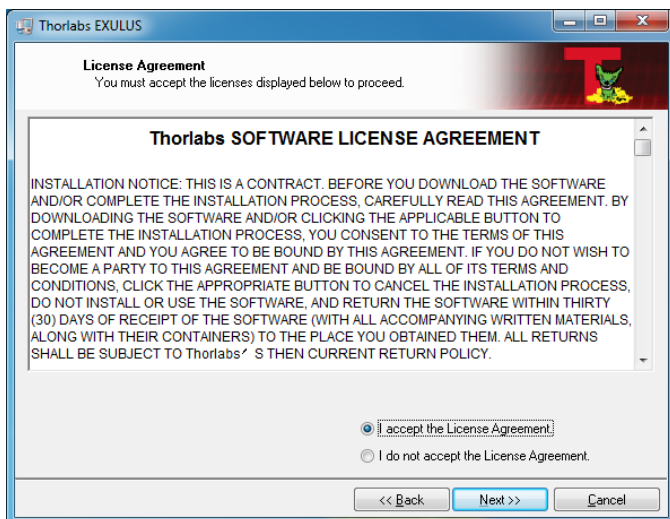 Thorlabs EXULUS
License Agreement
You must accept the licenses displayed below to proceed.
Thorlabs SOFTWARE LICENSE AGREEMENT
INSTALLATION NOTICE: THIS IS A CONTRACT. BEFORE YOU DOWNLOAD THE SOFTWARE
AND/OR COMPLETE THE INSTALLATION PROCESS, CAREFULLY READ THIS AGREEMENT. BY
DOWNLOADING THE SOFTWARE AND/OR CLICKING THE APPLICABLE BUTTON TO
COMPLETE THE INSTALLATION PROCESS, YOU CONSENT TO THE TERMS OF THIS
AGREEMENT AND YOU AGREE TO BE BOUND BY THIS AGREEMENT. IF YOU DO NOT WISH TO
BECOME A PARTY TO THIS AGREEMENT AND BE BOUND BY ALL OF ITS TERMS AND
CONDITIONS, CLICK THE APPROPRIATE BUTTON TO CANCEL THE INSTALLATION PROCESS,
DO NOT INSTALL OR USE THE SOFTWARE, AND RETURN THE SOFTWARE WITHIN THIRTY
(30) DAYS OF RECEIPT OF THE SOFTWARE (WITH ALL ACCOMPANYING WRITTEN MATERIALS,
ALONG WITH THEIR CONTAINERS) TO THE PLACE YOU OBTAINED THEM. ALL RETURNS
SHALL BE SUBJECT TO Thorlabs′ S THEN CURRENT RETURN POLICY.
I accept the License Agreement.
I do not accept the License Agreement.
<< Back
Next >>
Cancel